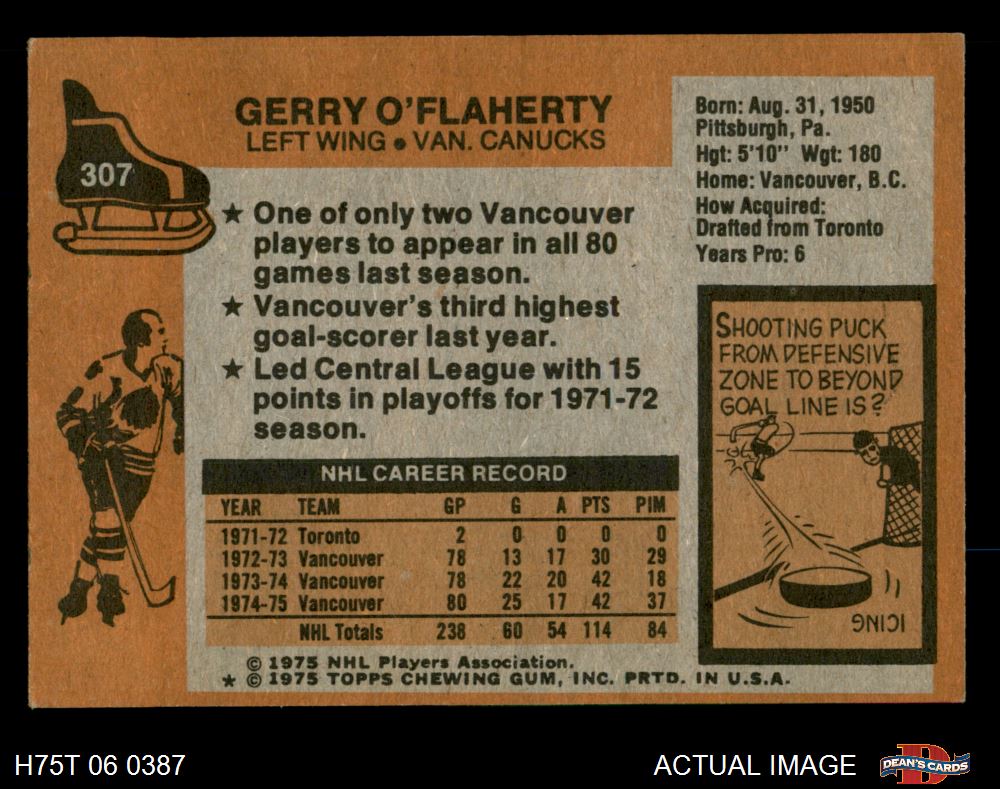 307
GERRY O'FLAHERTY
LEFT WING • VAN. CANUCKS
Born: Aug. 31, 1950
Pittsburgh, Pa.
Hgt: 5'10" Wgt: 180
Home: Vancouver, B.C.
How Acquired:
Drafted from Toronto
Years Pro: 6
★ One of only two Vancouver
players to appear in all 80
games last season.
★ Vancouver's third highest
goal-scorer last year.
★ Led Central League with 15
points in playoffs for 1971-72
season.
SHOOTING PUCK
FROM DEFENSIVE
ZONE TO BEYOND
GOAL LINE IS?
ICING
NHL CAREER RECORD
YEAR TEAM GP G A PTS PIM
1971-72 Toronto 2 0 0 0 0
1972-73 Vancouver 78 13 17 30 29
1973-74 Vancouver 78 22 20 42 18
1974-75 Vancouver 80 25 17 42 37
NHL Totals 238 60 54 114 84
© 1975 NHL Players Association.
★ © 1975 TOPPS CHEWING GUM, INC. PRTD. IN U.S.A.
H75T 06 0387
ACTUAL IMAGE
D
DEAN'S CARDS